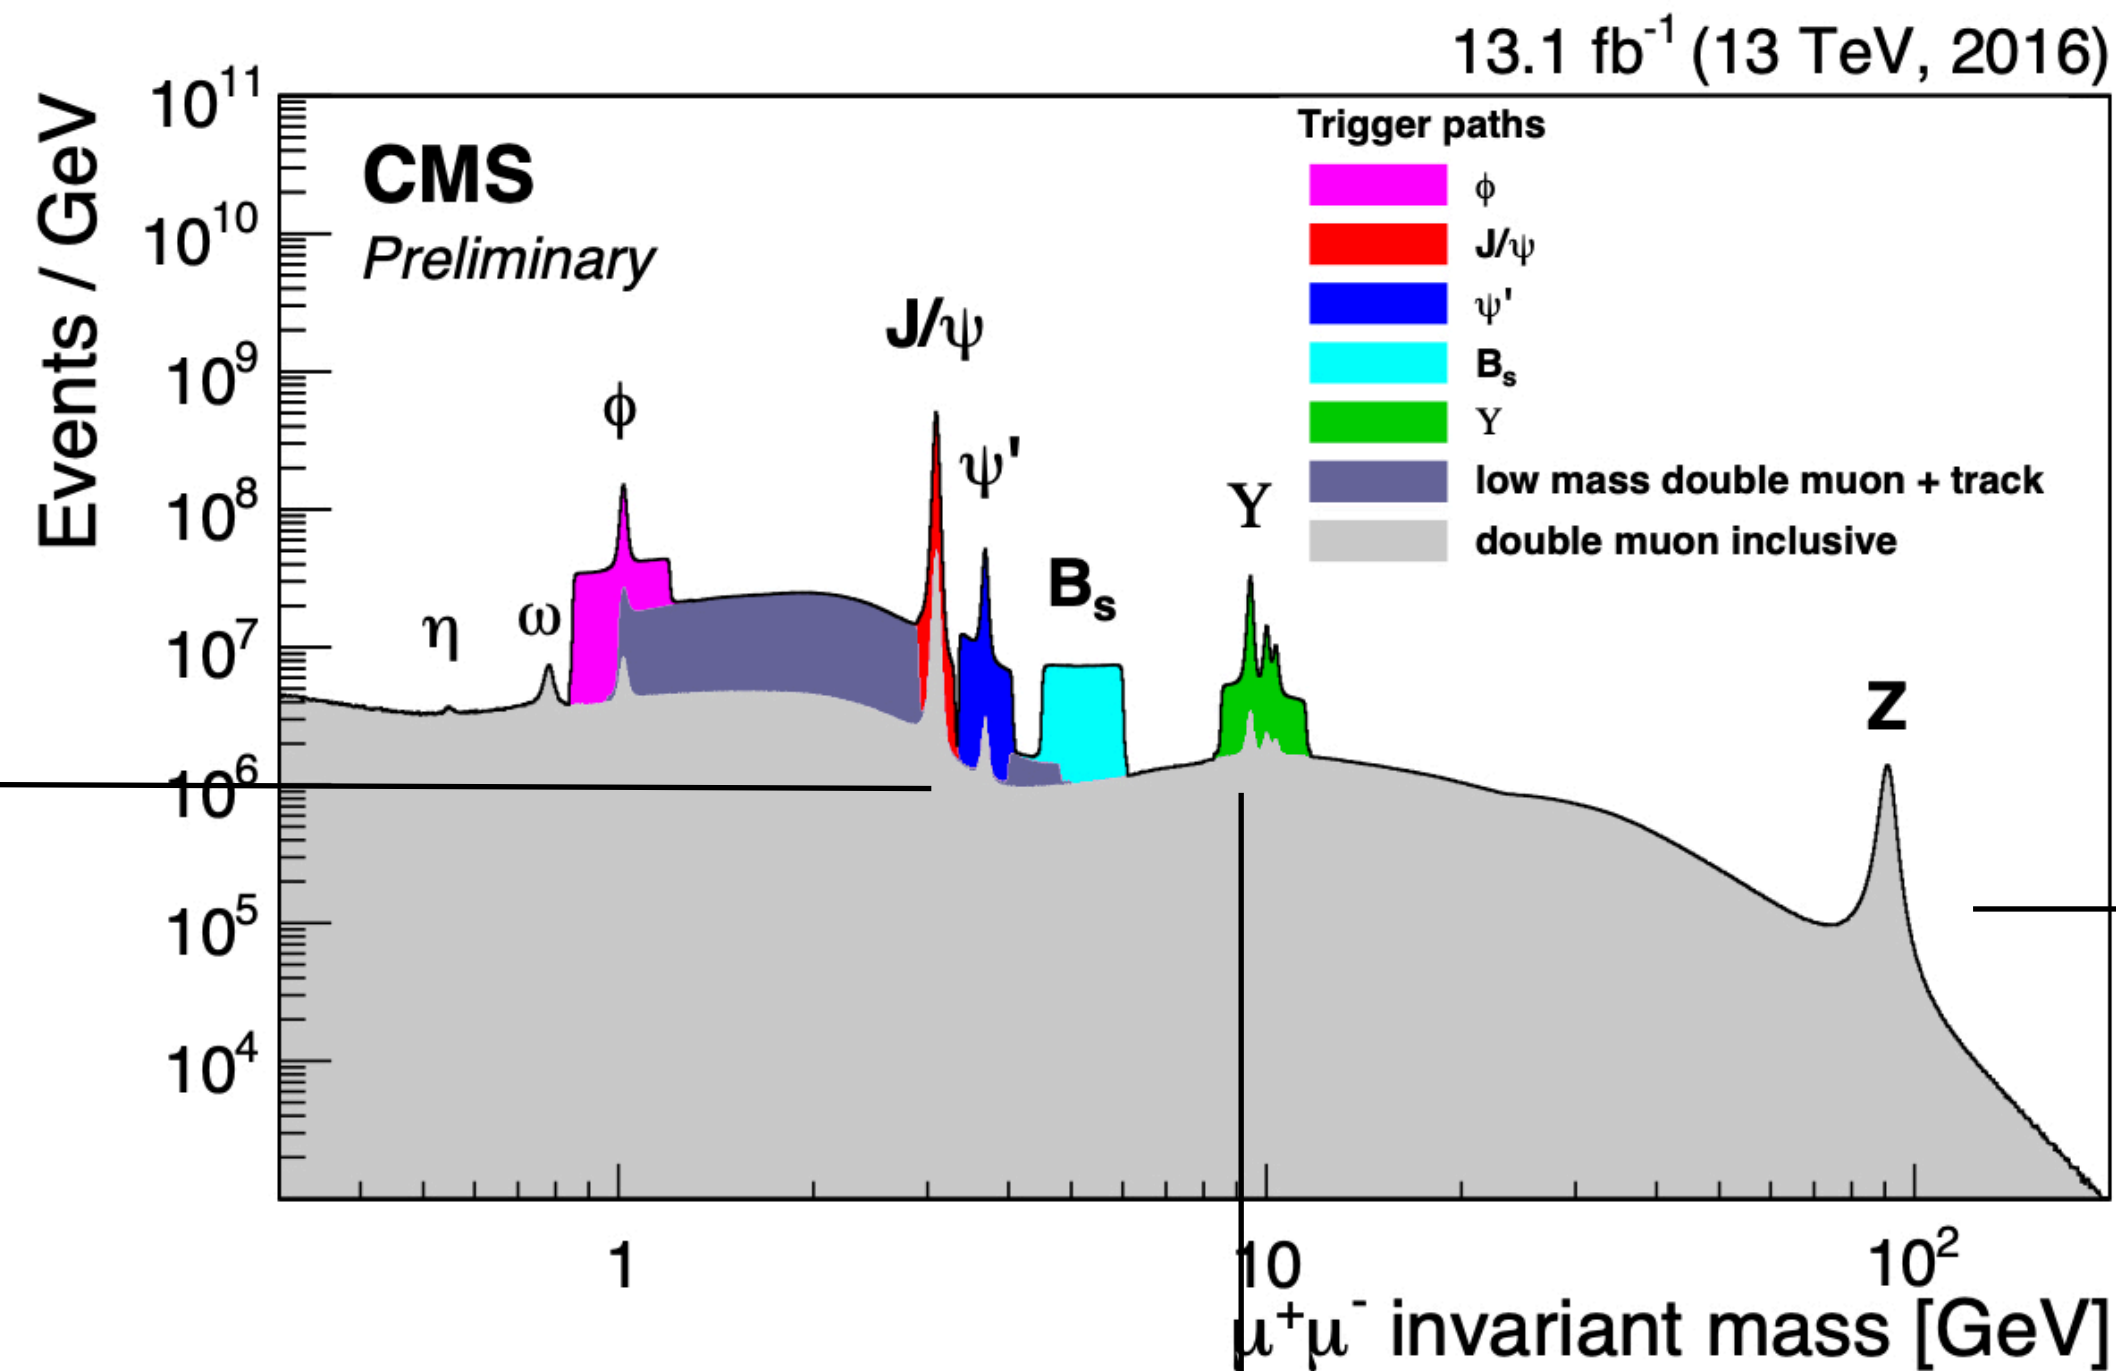 13.1 fb⁻¹ (13 TeV, 2016)
Events / GeV
10¹¹
10¹⁰
10⁹
10⁸
10⁷
10⁶
10⁵
10⁴
CMS
Preliminary
η
ω
ϕ
J/ψ
ψ'
Bₛ
Υ
Z
Trigger paths
ϕ
J/ψ
ψ'
Bₛ
Υ
low mass double muon + track
double muon inclusive
1
10
10²
μ⁺μ⁻ invariant mass [GeV]